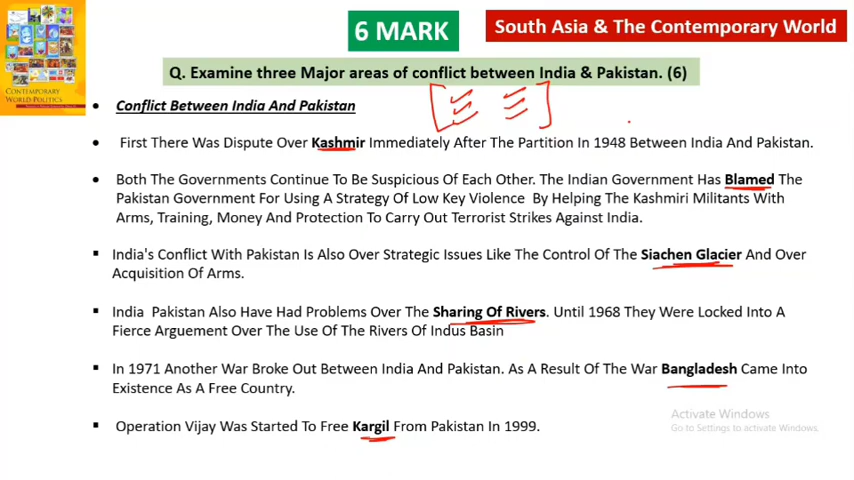 6 MARK
South Asia & The Contemporary World
CONTEMPORARY
WORLD POLITICS
Q. Examine three Major areas of conflict between India & Pakistan. (6)
• Conflict Between India And Pakistan
• First There Was Dispute Over Kashmir Immediately After The Partition In 1948 Between India And Pakistan.
• Both The Governments Continue To Be Suspicious Of Each Other. The Indian Government Has Blamed The
Pakistan Government For Using A Strategy Of Low Key Violence By Helping The Kashmiri Militants With
Arms, Training, Money And Protection To Carry Out Terrorist Strikes Against India.
▪ India's Conflict With Pakistan Is Also Over Strategic Issues Like The Control Of The Siachen Glacier And Over
Acquisition Of Arms.
▪ India Pakistan Also Have Had Problems Over The Sharing Of Rivers. Until 1968 They Were Locked Into A
Fierce Arguement Over The Use Of The Rivers Of Indus Basin
▪ In 1971 Another War Broke Out Between India And Pakistan. As A Result Of The War Bangladesh Came Into
Existence As A Free Country.
▪ Operation Vijay Was Started To Free Kargil From Pakistan In 1999.
Activate Windows
Go to Settings to activate Windows.